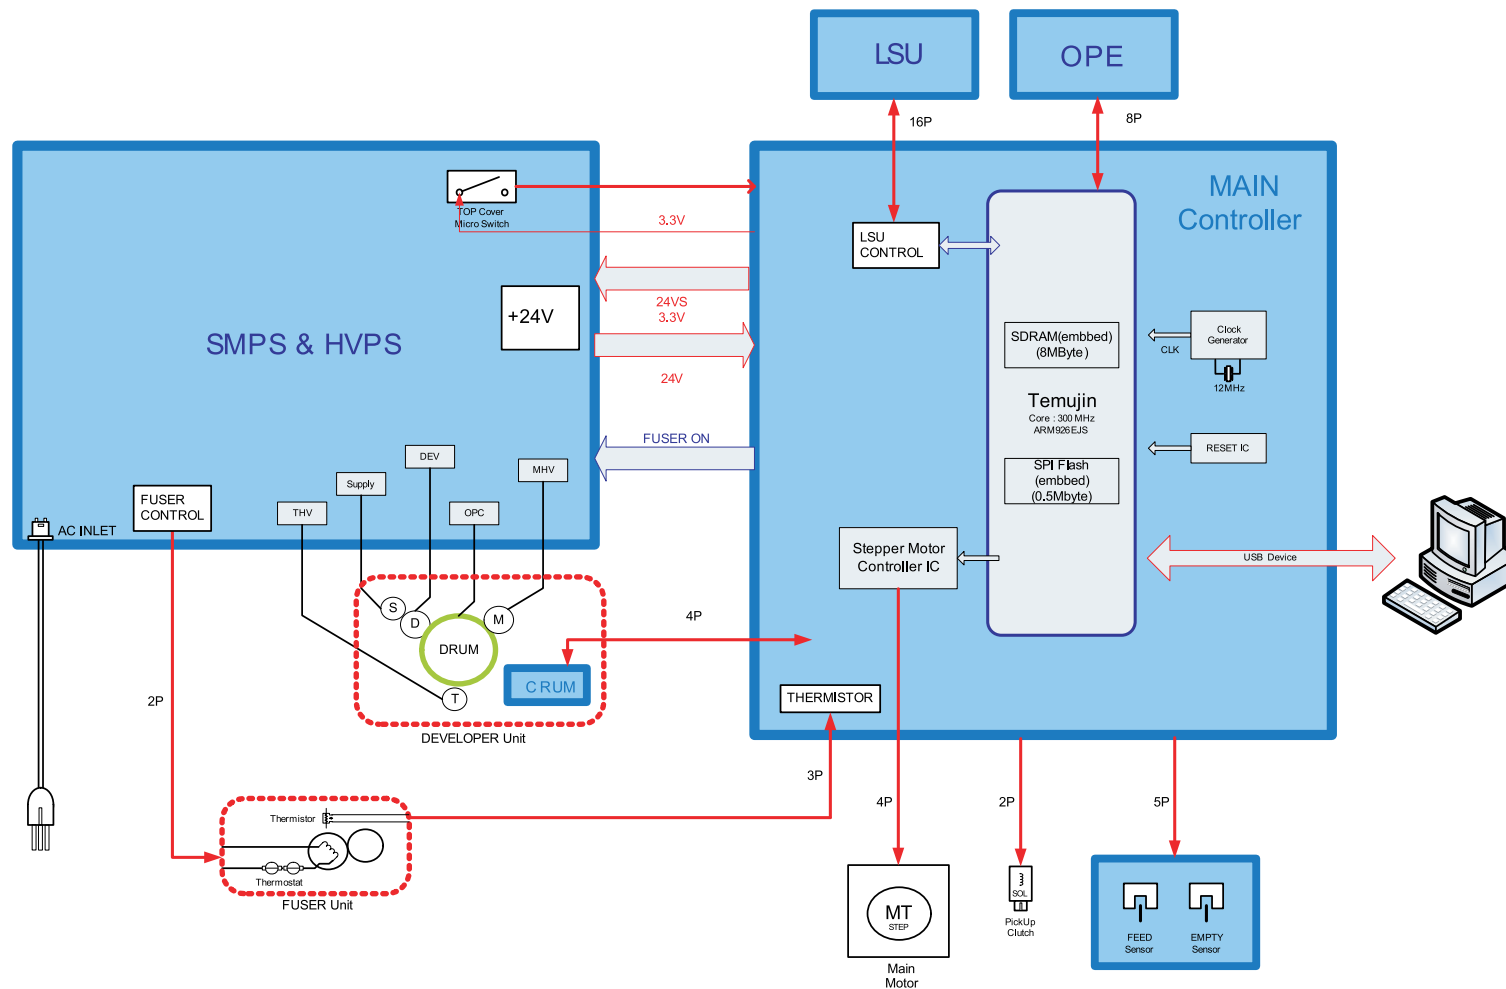 LSU
OPE
16P
8P
MAIN
Controller
TOP Cover
Micro Switch
3.3V
LSU
CONTROL
24VS
3.3V
+24V
SMPS & HVPS
24V
SDRAM(embbed)
(8MByte)
Clock
Generator
CLK
12MHz
Temujin
Core : 300 MHz
ARM926EJS
FUSER ON
RESET IC
SPI Flash
(embbed)
(0.5Mbyte)
DEV
MHV
Supply
FUSER
CONTROL
THV
OPC
AC INLET
Stepper Motor
Controller IC
USB Device
S
D
M
DRUM
4P
CRUM
T
THERMISTOR
2P
DEVELOPER Unit
3P
4P
2P
5P
Thermistor
Thermostat
FUSER Unit
SOL
MT
STEP
PickUp
Clutch
FEED
Sensor
EMPTY
Sensor
Main
Motor